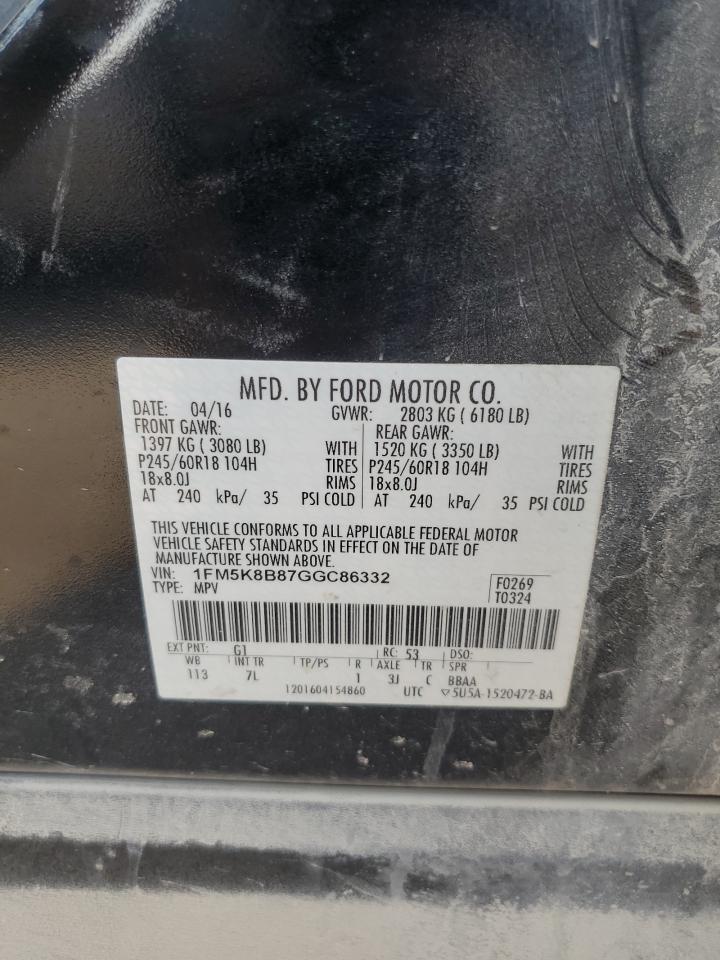 MFD. BY FORD MOTOR CO.
DATE: 04/16 GVWR: 2803 KG ( 6180 LB)
FRONT GAWR: REAR GAWR:
1397 KG ( 3080 LB) WITH 1520 KG ( 3350 LB) WITH
P245/60R18 104H TIRES P245/60R18 104H TIRES
18x8.0J RIMS 18x8.0J RIMS
AT 240 kPa/ 35 PSI COLD AT 240 kPa/ 35 PSI COLD
THIS VEHICLE CONFORMS TO ALL APPLICABLE FEDERAL MOTOR
VEHICLE SAFETY STANDARDS IN EFFECT ON THE DATE OF
MANUFACTURE SHOWN ABOVE.
VIN: 1FM5K8B87GGC86332 F0269
TYPE: MPV T0324
EXT PNT: G1 RC: 53 DSO:
WB INT TR TP/PS R AXLE TR SPR
113 7L 1 3J C BBAA
1201604154860 UTC ▽5U5A-1520472-BA